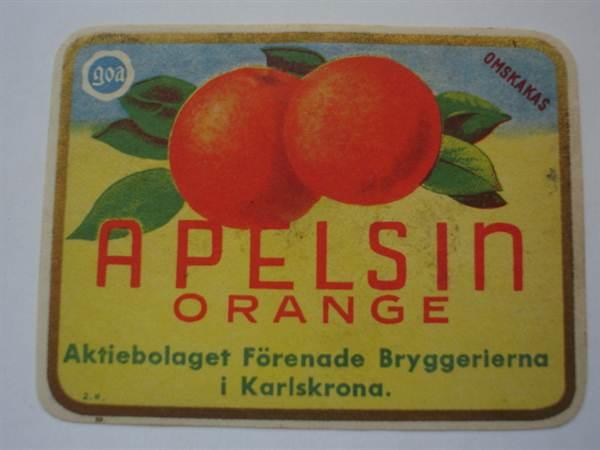 goa
OMSKAKAS
APELSIN
ORANGE
Aktiebolaget Förenade Bryggerierna
i Karlskrona.